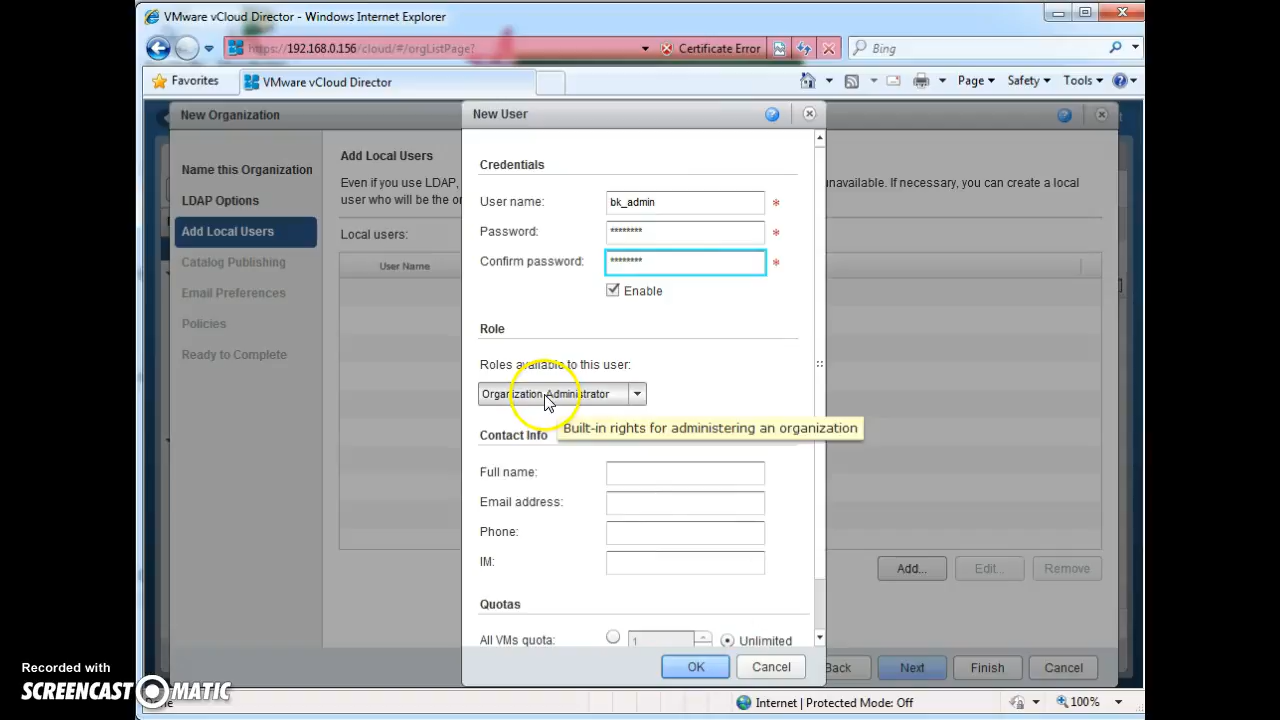 VMware vCloud Director - Windows Internet Explorer
https://192.168.0.156/cloud/#/orgListPage?
Certificate Error
Bing
Favorites
VMware vCloud Director
Page
Safety
Tools
New Organization
New User
Name this Organization
LDAP Options
Add Local Users
Catalog Publishing
Email Preferences
Policies
Ready to Complete
Add Local Users
Even if you use LDAP,
unavailable. If necessary, you can create a local
user who will be the or
Local users:
User Name
Credentials
User name:
bk_admin
*
Password:
********
*
Confirm password:
********
*
Enable
Role
Roles available to this user:
Organization Administrator
Built-in rights for administering an organization
Contact Info
Full name:
Email address:
Phone:
IM:
Quotas
All VMs quota:
1
Unlimited
OK
Cancel
Add...
Edit...
Remove
Back
Next
Finish
Cancel
Internet | Protected Mode: Off
100%
Recorded with
SCREENCAST-O-MATIC